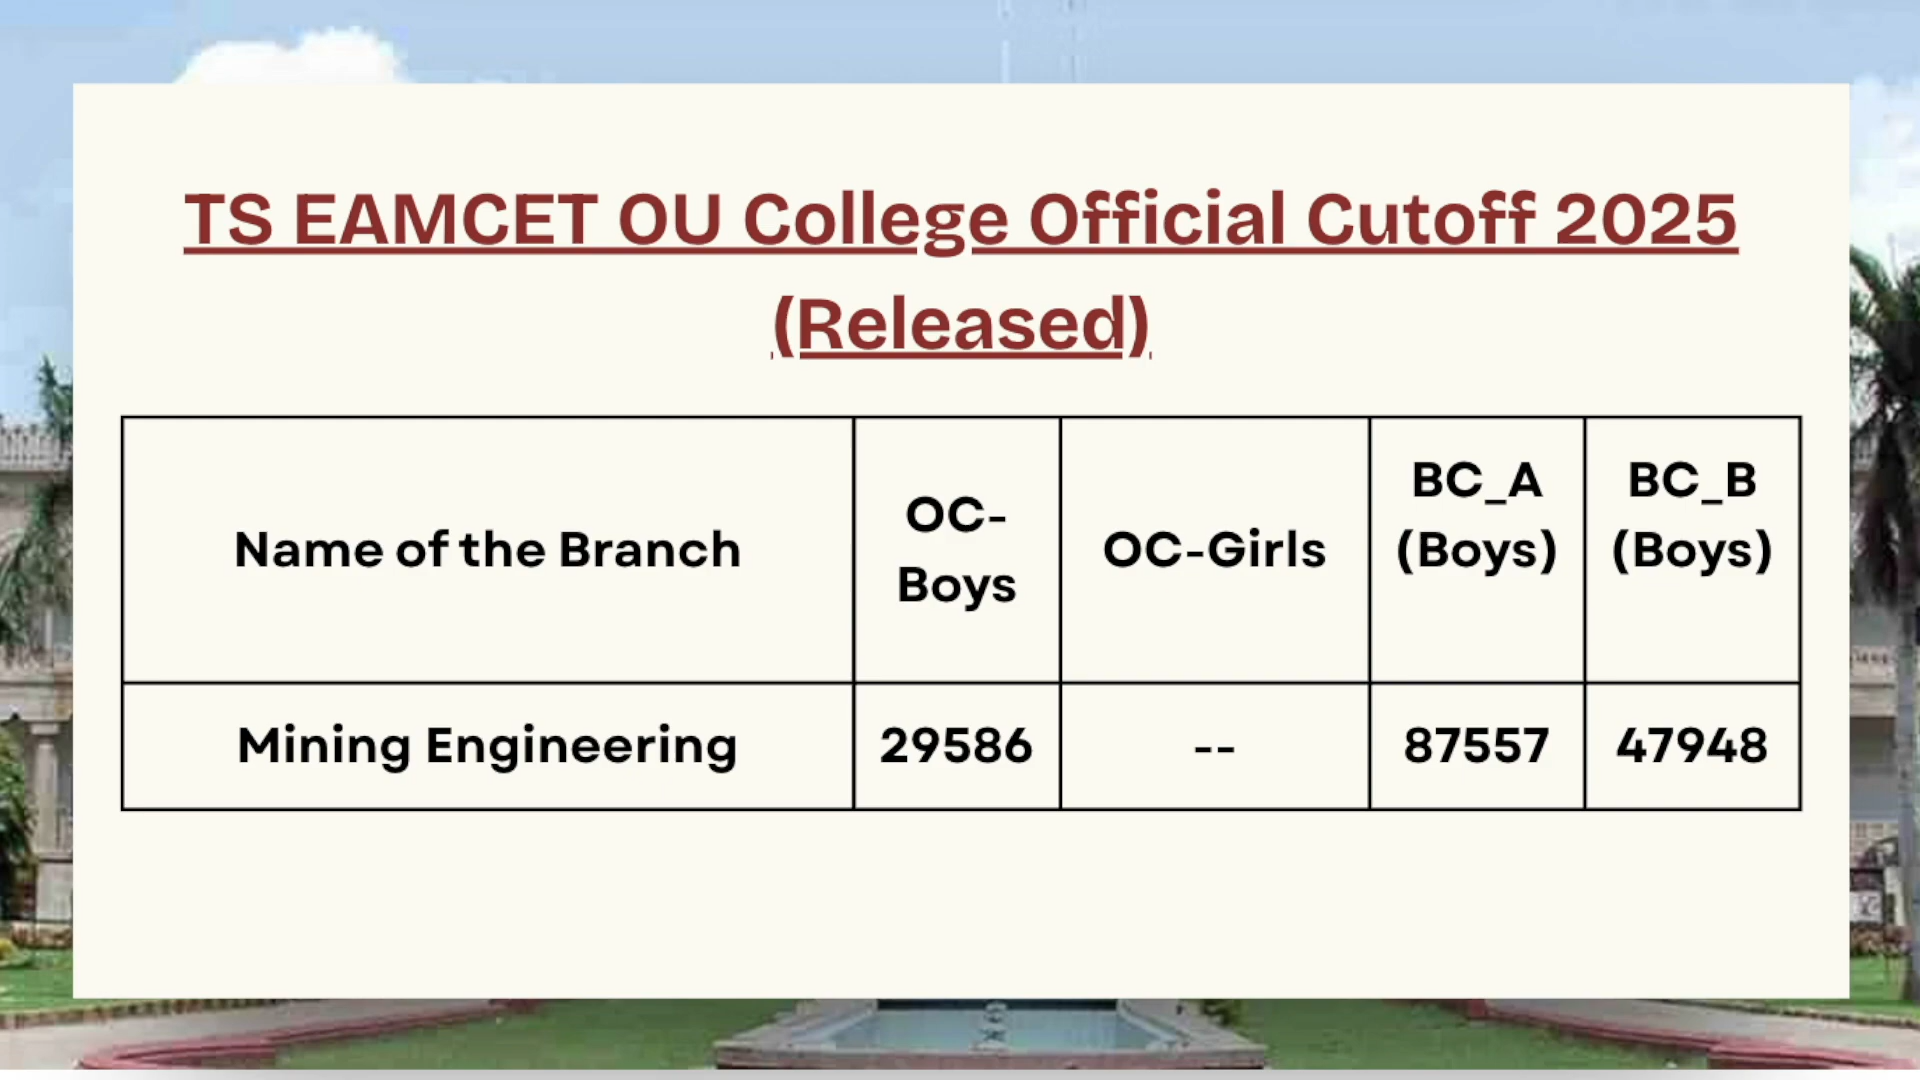 TS EAMCET OU College Official Cutoff 2025
(Released)
Name of the Branch
OC-
Boys
OC-Girls
BC_A
(Boys)
BC_B
(Boys)
Mining Engineering
29586
--
87557
47948